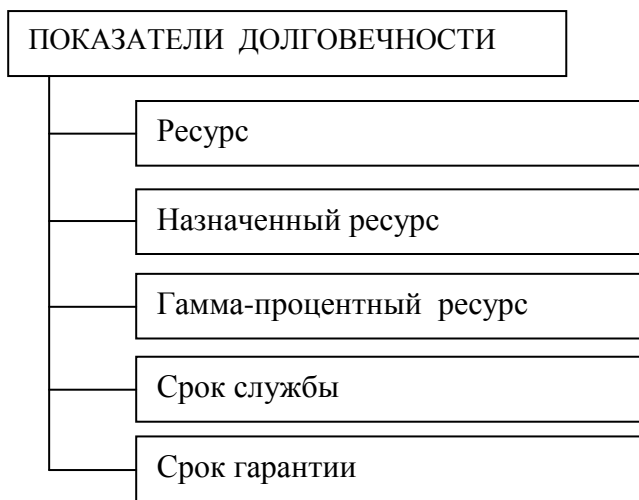 ПОКАЗАТЕЛИ ДОЛГОВЕЧНОСТИ
Ресурс
Назначенный ресурс
Гамма-процентный ресурс
Срок службы
Срок гарантии